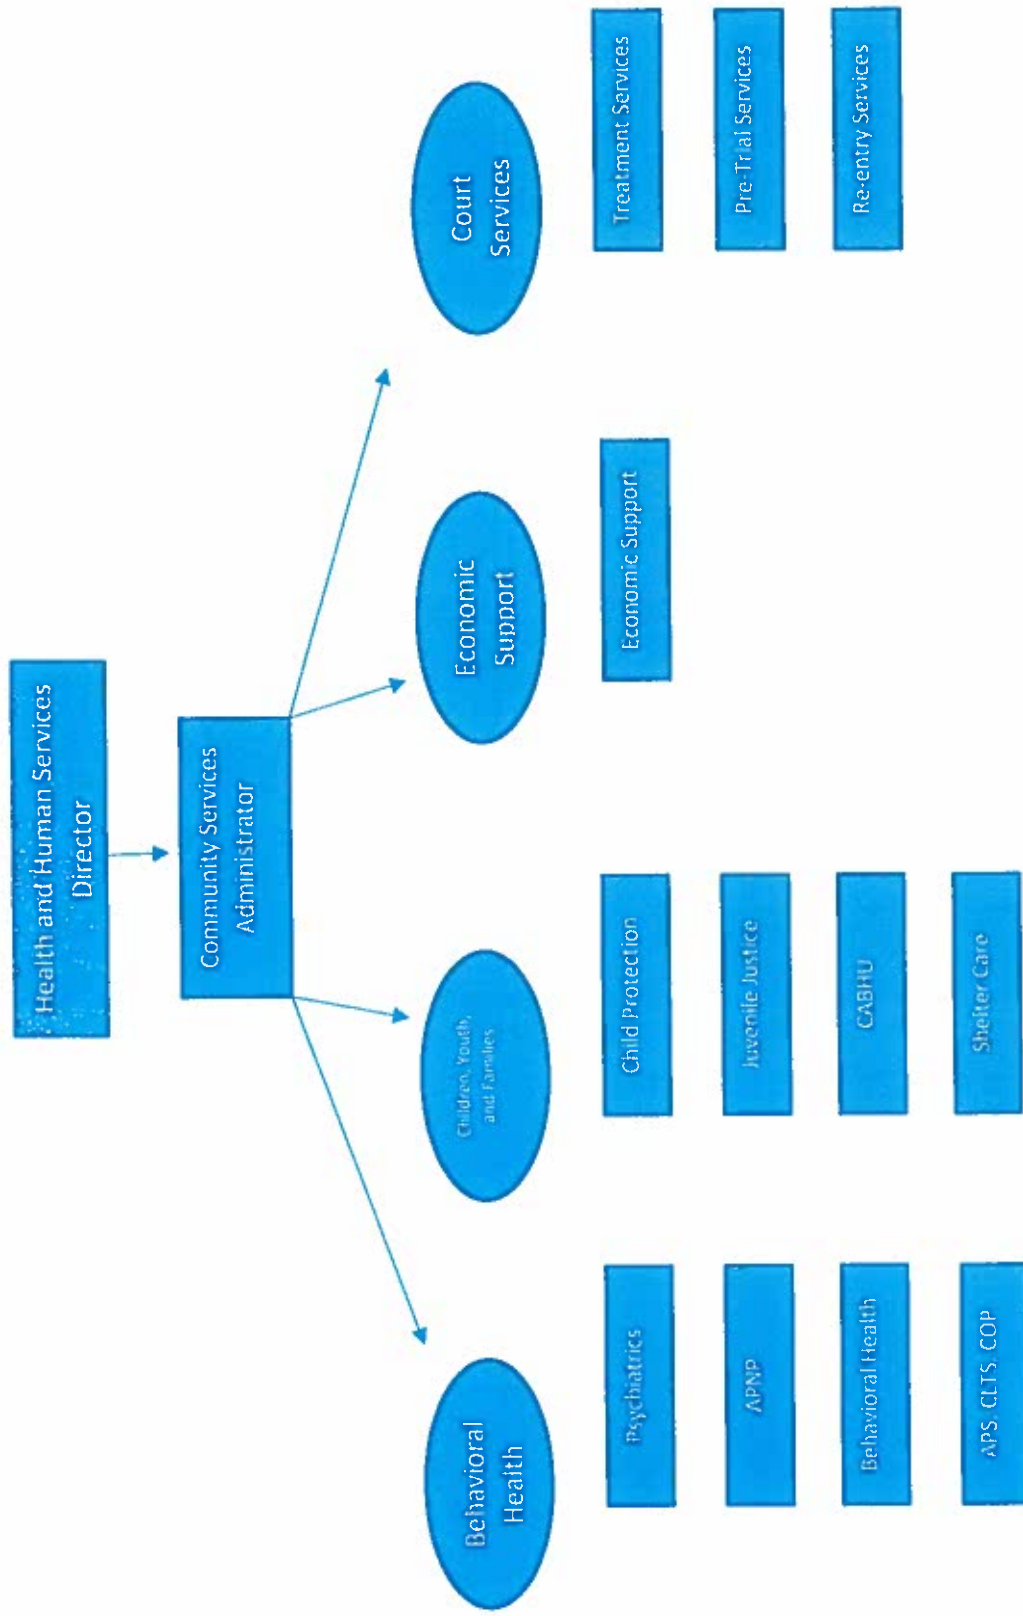 Health and Human Services
Director
Community Services
Administrator
Behavioral
Health
Children, Youth,
and Families
Economic
Support
Court
Services
Psychiatrics
APNP
Behavioral Health
APS, CLTS, COP
Child Protection
Juvenile Justice
CABHU
Shelter Care
Economic Support
Treatment Services
Pre-Trial Services
Re-entry Services